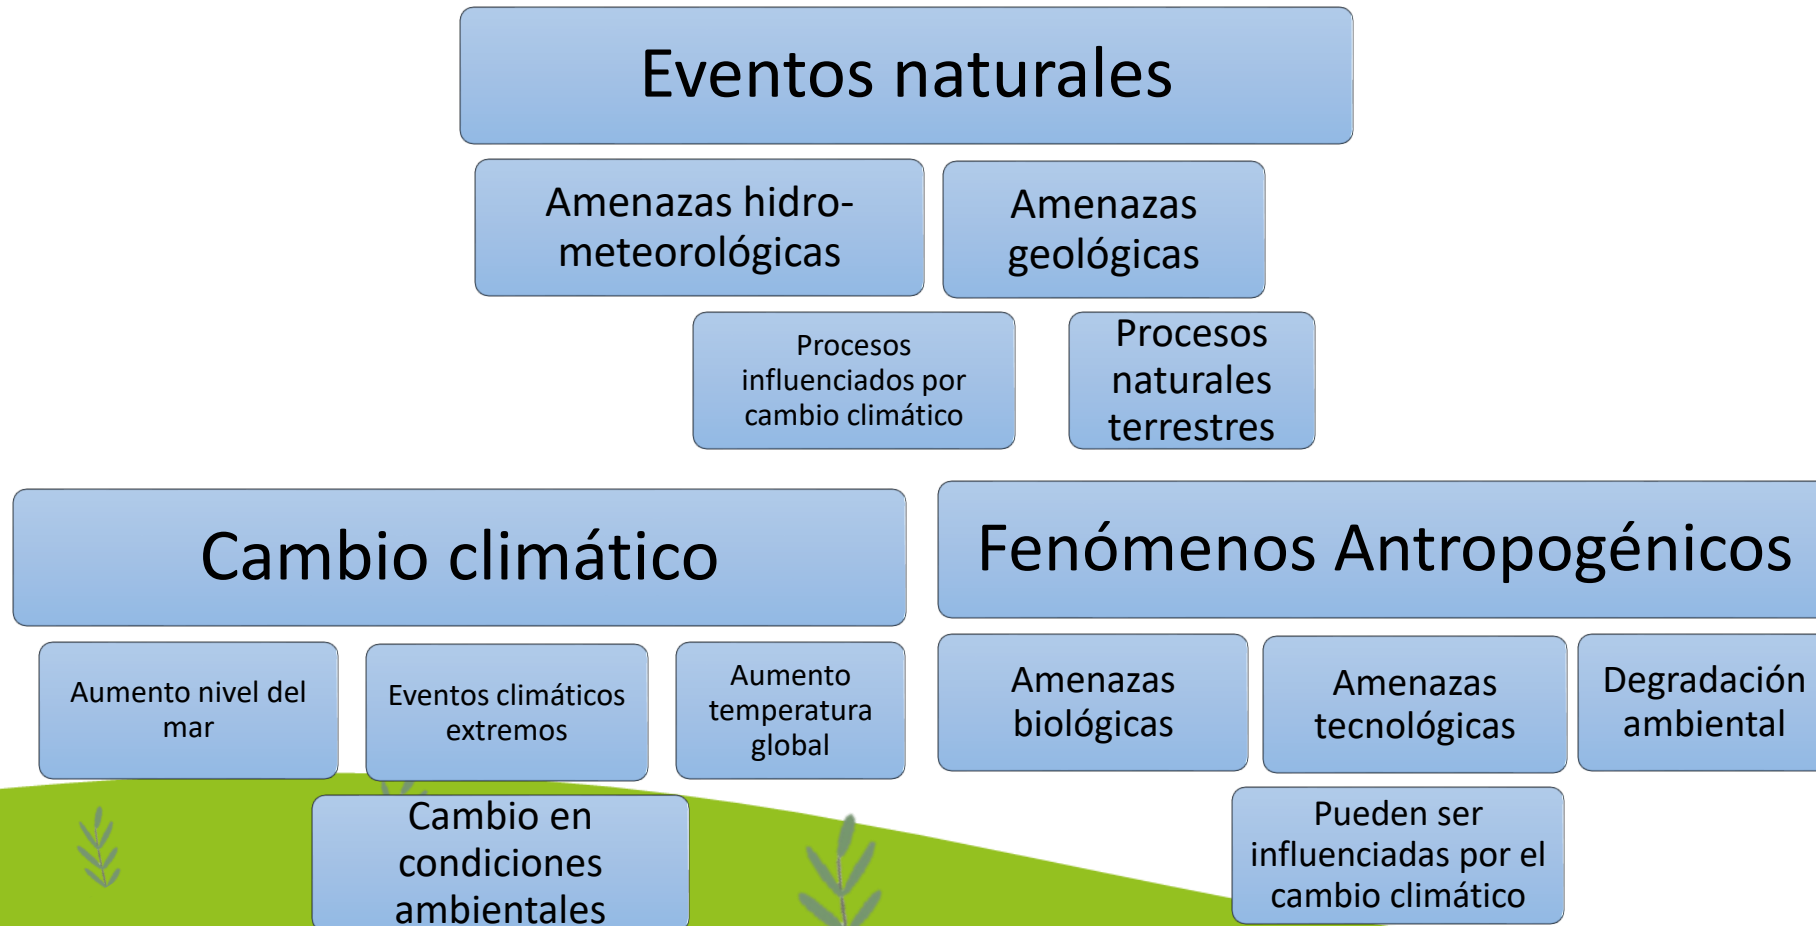 Eventos naturales
Amenazas hidro-
meteorológicas
Amenazas
geológicas
Procesos
influenciados por
cambio climático
Procesos
naturales
terrestres
Cambio climático
Aumento nivel del
mar
Eventos climáticos
extremos
Aumento
temperatura
global
Cambio en
condiciones
ambientales
Fenómenos Antropogénicos
Amenazas
biológicas
Amenazas
tecnológicas
Degradación
ambiental
Pueden ser
influenciadas por el
cambio climático